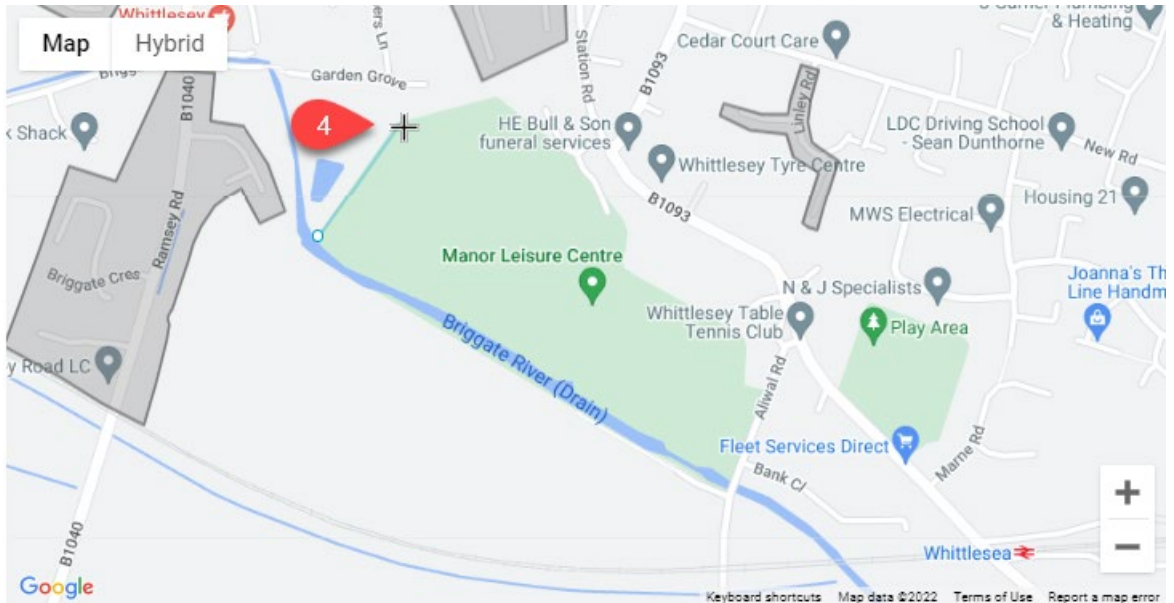 Whittlesey
Map Hybrid
Garden Grove
B1040
Station Rd
B1093
Cedar Court Care
& Heating
HE Bull & Son
funeral services
Linley Rd
LDC Driving School
- Sean Dunthorne
New Rd
4
Whittlesey Tyre Centre
Housing 21
B1093
MWS Electrical
Ramsey Rd
Briggate Cres
Manor Leisure Centre
N & J Specialists
Joanna's Th
Line Handm
Whittlesey Table
Tennis Club
Play Area
Briggate River (Drain)
y Road LC
Aliwal Rd
Fleet Services Direct
Marne Rd
Bank Cl
B1040
Whittlesea
+
−
Google
Keyboard shortcuts Map data ©2022 Terms of Use Report a map error